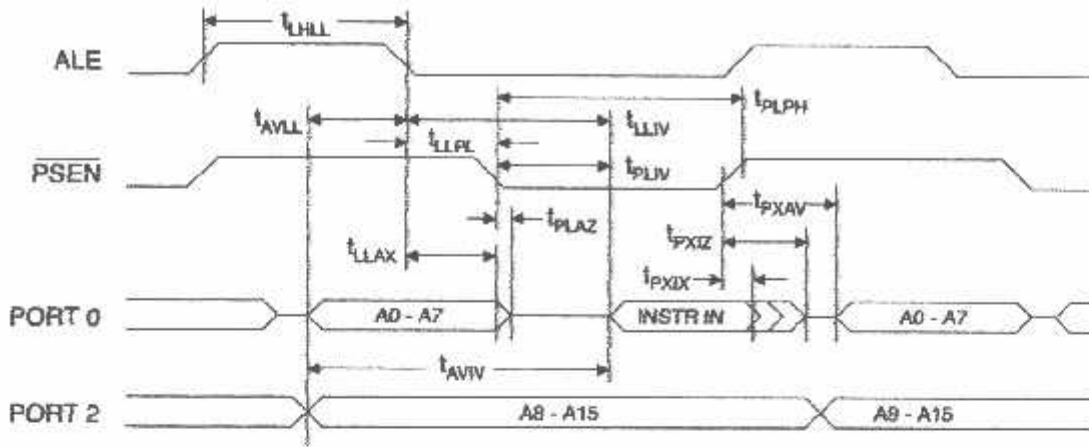 tLHLL
ALE
tPLPH
tAVLL
tLLIV
tLLPL
PSEN
tPLIV
tPLAZ
tPXAV
tLLAX
tPXIZ
tPXIX
PORT 0
A0 - A7
INSTR IN
A0 - A7
tAVIV
PORT 2
A8 - A15
A9 - A15